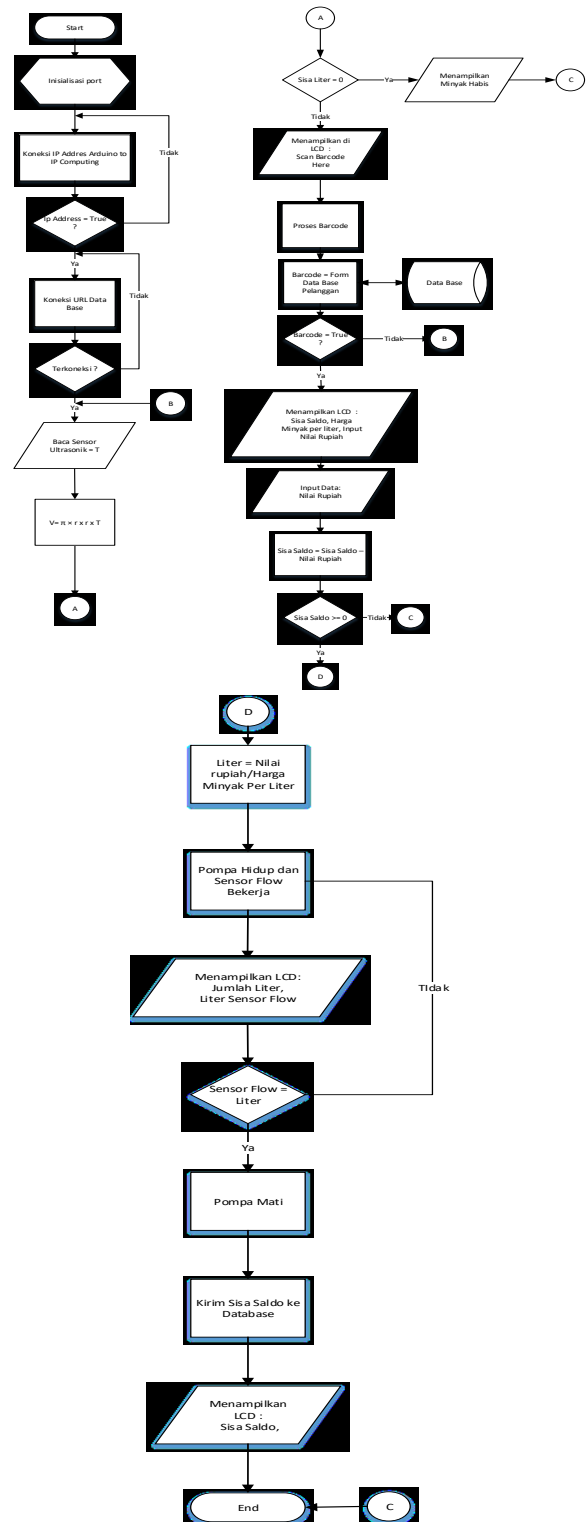 Start
Inisialisasi port
Koneksi IP Addres Arduino to
IP Computing
Tidak
Ip Address = True
?
Ya
Koneksi URL Data
Base
Tidak
Terkoneksi ?
Ya
B
Baca Sensor
Ultrasonik = T
V= π × r x r x T
A
A
Sisa Liter = 0
Ya
Menampilkan
Minyak Habis
C
Tidak
Menampilkan di
LCD :
Scan Barcode
Here
Proses Barcode
Barcode = Form
Data Base
Pelanggan
Data Base
Barcode = True
?
Tidak
B
Ya
Menampilkan LCD :
Sisa Saldo, Harga
Minyak per liter, Input
Nilai Rupiah
Input Data:
Nilai Rupiah
Sisa Saldo = Sisa Saldo –
Nilai Rupiah
Sisa Saldo >= 0
Tidak
C
Ya
D
D
Liter = Nilai
rupiah/Harga
Minyak Per Liter
Pompa Hidup dan
Sensor Flow
Bekerja
Menampilkan LCD:
Jumlah Liter,
Liter Sensor Flow
TIdak
Sensor Flow =
Liter
Ya
Pompa Mati
Kirim Sisa Saldo ke
Database
Menampilkan
LCD :
Sisa Saldo,
End
C